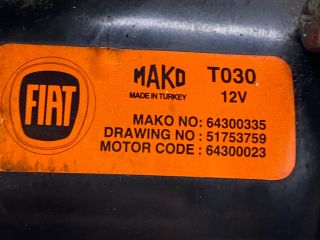 FIAT
MAKO T030
MADE IN TURKEY 12V
MAKO NO: 64300335
DRAWING NO : 51753759
MOTOR CODE : 64300023